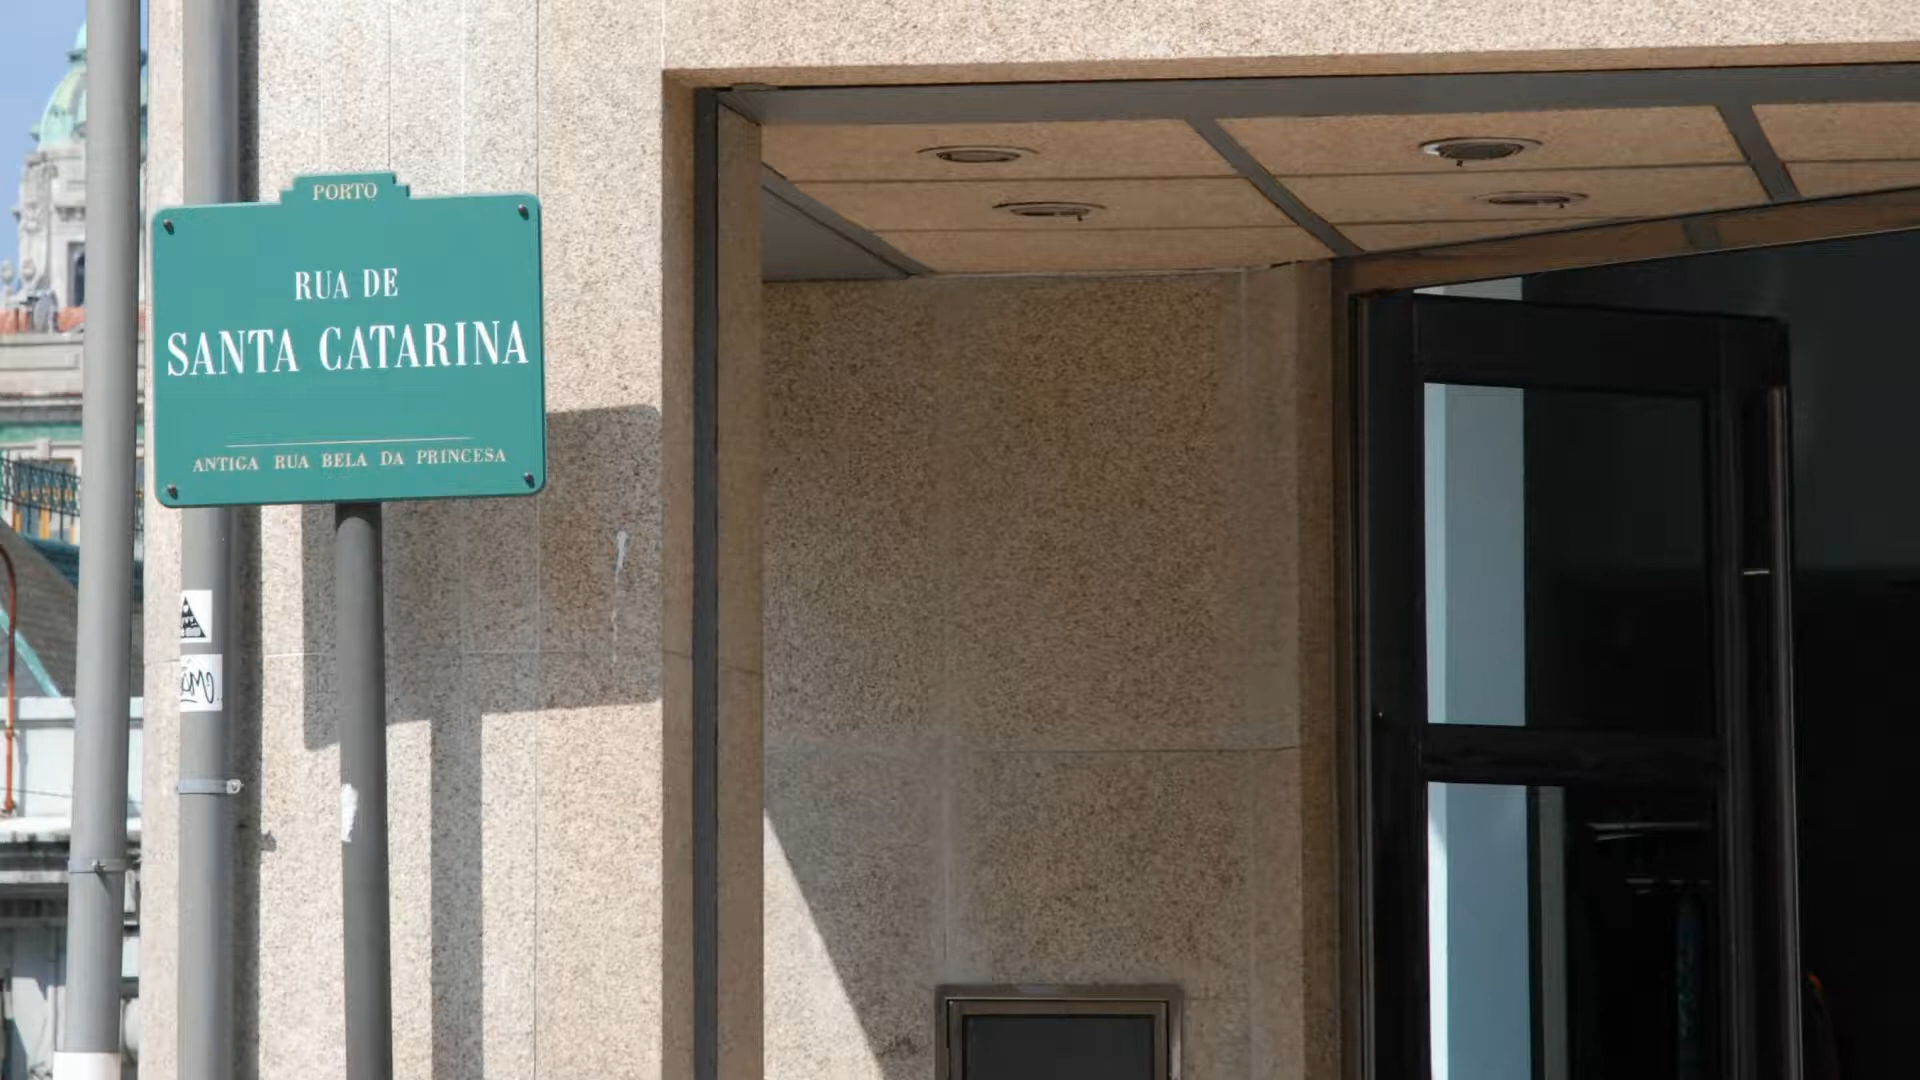 PORTO
RUA DE
SANTA CATARINA
ANTIGA RUA BELA DA PRINCESA